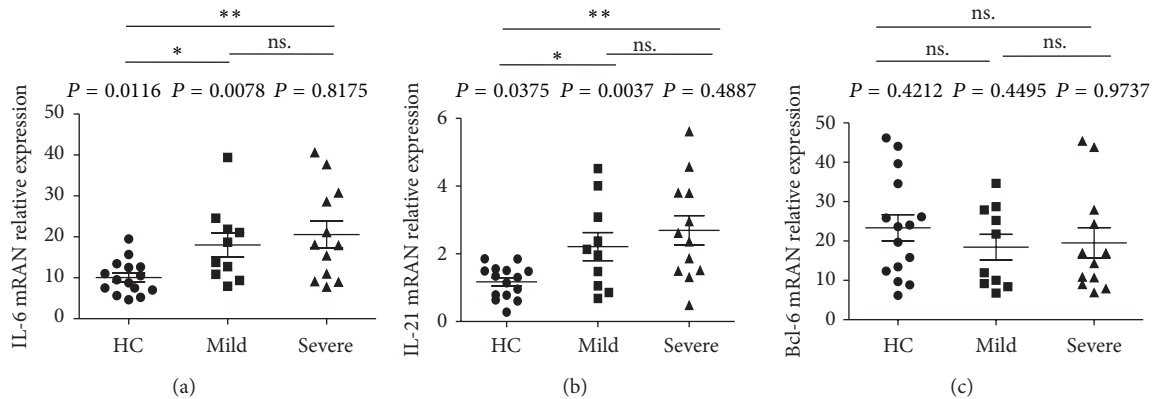 **
*
ns.
P = 0.0116 P = 0.0078 P = 0.8175
IL-6 mRAN relative expression
50
40
30
20
10
0
HC Mild Severe
(a)
**
*
ns.
P = 0.0375 P = 0.0037 P = 0.4887
IL-21 mRAN relative expression
6
4
2
0
HC Mild Severe
(b)
ns.
ns.
ns.
P = 0.4212 P = 0.4495 P = 0.9737
Bcl-6 mRAN relative expression
50
40
30
20
10
0
HC Mild Severe
(c)